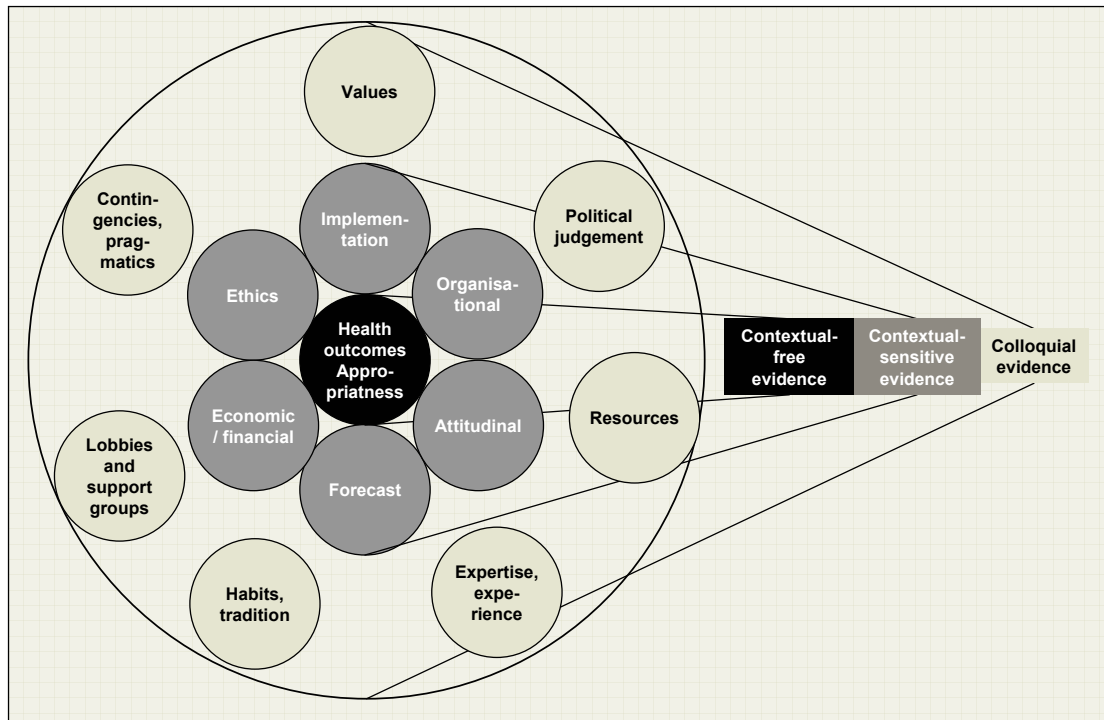 Values
Contin-
gencies,
prag-
matics
Political
judgement
Implemen-
tation
Ethics
Organisa-
tional
Health
outcomes
Appro-
priatness
Contextual-
free
evidence
Contextual-
sensitive
evidence
Colloquial
evidence
Economic
/ financial
Attitudinal
Resources
Lobbies
and
support
groups
Forecast
Habits,
tradition
Expertise,
expe-
rience